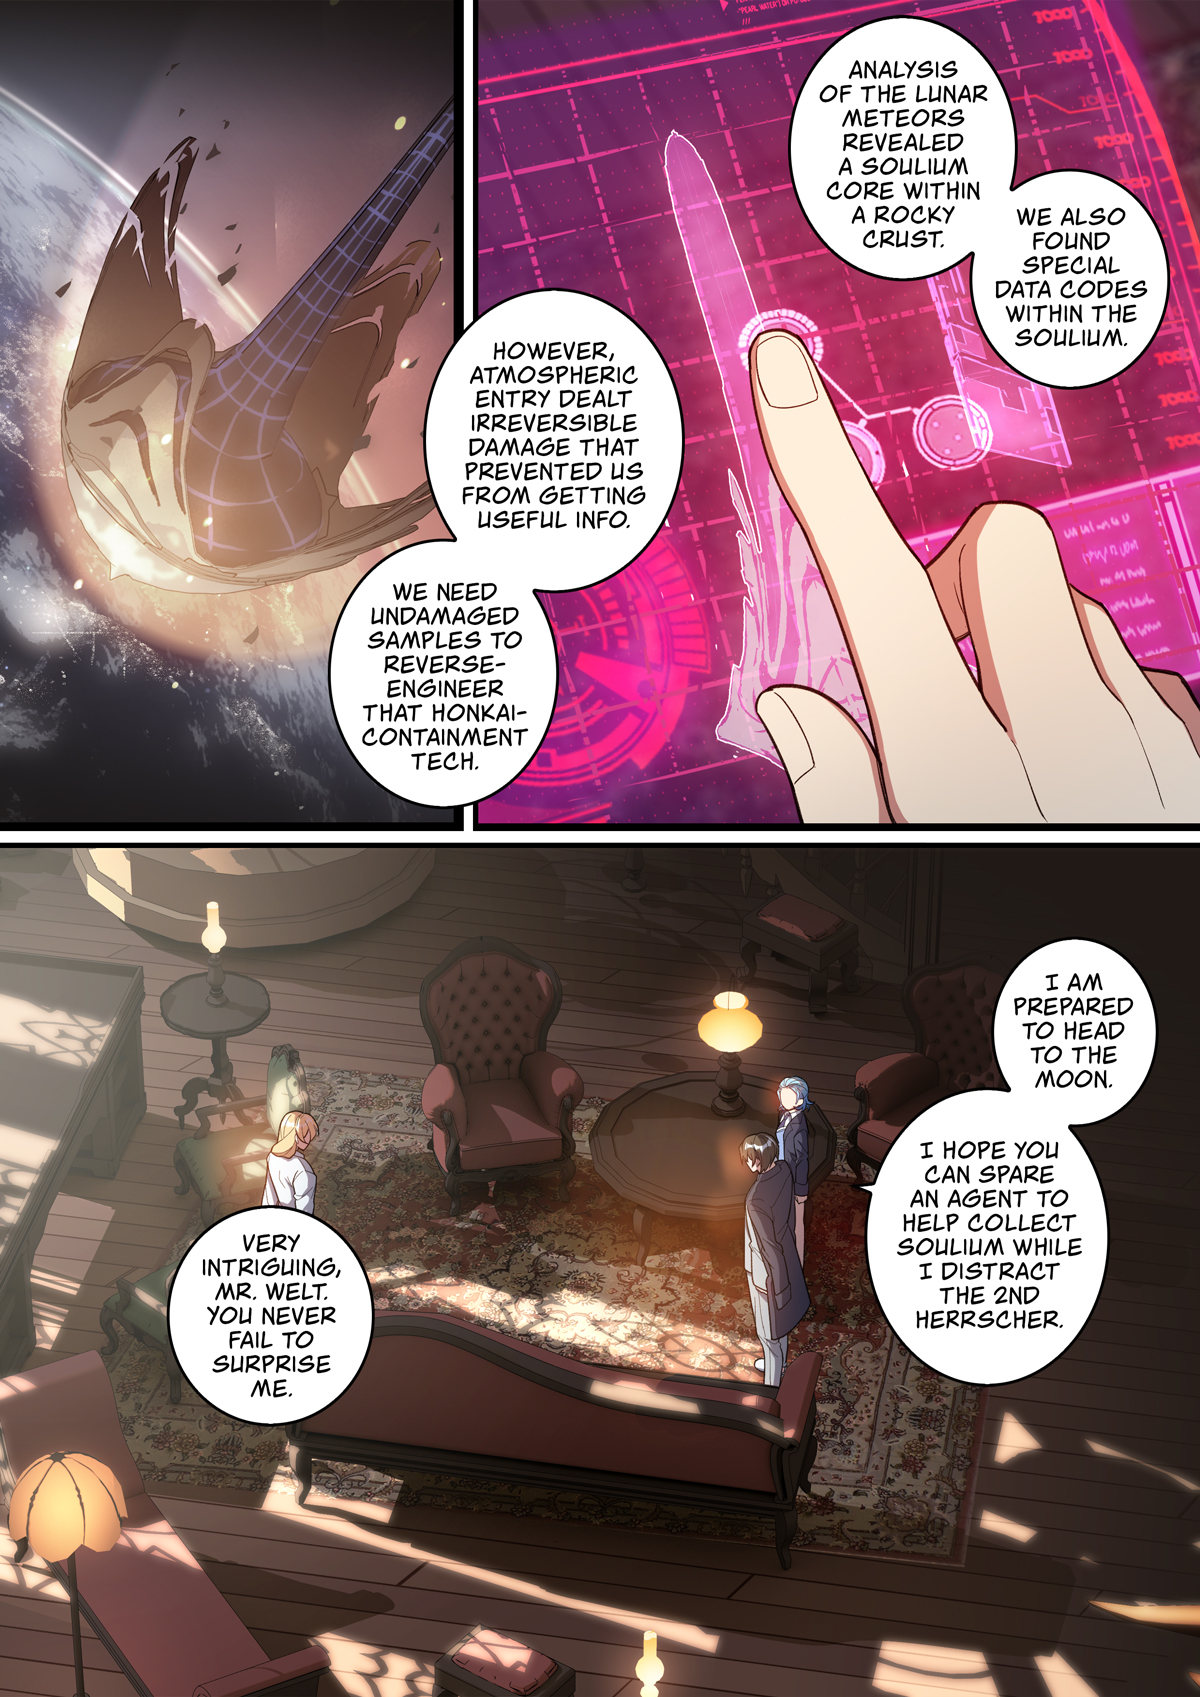 "PEARL WATER"
ANALYSIS
OF THE LUNAR
METEORS
REVEALED
A SOULIUM
CORE WITHIN
A ROCKY
CRUST.
WE ALSO
FOUND
SPECIAL
DATA CODES
WITHIN THE
SOULIUM.
HOWEVER,
ATMOSPHERIC
ENTRY DEALT
IRREVERSIBLE
DAMAGE THAT
PREVENTED US
FROM GETTING
USEFUL INFO.
WE NEED
UNDAMAGED
SAMPLES TO
REVERSE-
ENGINEER
THAT HONKAI-
CONTAINMENT
TECH.
I AM
PREPARED
TO HEAD
TO THE
MOON.
I HOPE YOU
CAN SPARE
AN AGENT TO
HELP COLLECT
SOULIUM WHILE
I DISTRACT
THE 2ND
HERRSCHER.
VERY
INTRIGUING,
MR. WELT.
YOU NEVER
FAIL TO
SURPRISE
ME.